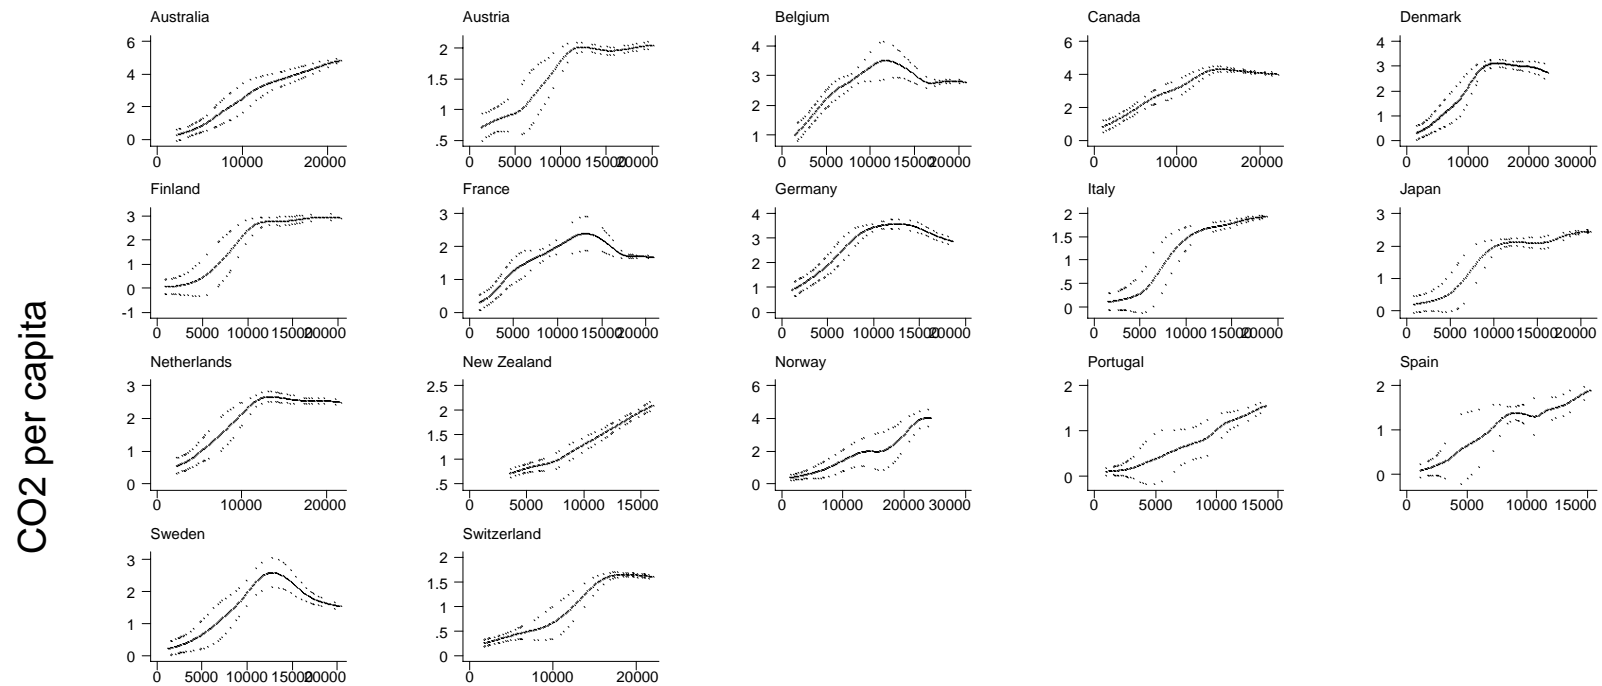 CO2 per capita
Australia
6
4
2
0
0 10000 20000
Austria
2
1.5
1
.5
0 5000 10000 15000 20000
Belgium
4
3
2
1
0 5000 10000 15000 20000
Canada
6
4
2
0
0 10000 20000
Denmark
4
3
2
1
0
0 10000 20000 30000
Finland
3
2
1
0
-1
0 5000 10000 15000 20000
France
3
2
1
0
0 5000 10000 15000 20000
Germany
4
3
2
1
0
0 5000 10000 15000 20000
Italy
2
1.5
1
.5
0
0 5000 10000 15000 20000
Japan
3
2
1
0
0 5000 10000 15000 20000
Netherlands
3
2
1
0
0 10000 20000
New Zealand
2.5
2
1.5
1
.5
0 5000 10000 15000
Norway
6
4
2
0
0 10000 20000 30000
Portugal
2
1
0
0 5000 10000 15000
Spain
2
1
0
0 5000 10000 15000
Sweden
3
2
1
0
0 5000 10000 15000 20000
Switzerland
2
1.5
1
.5
0
0 10000 20000